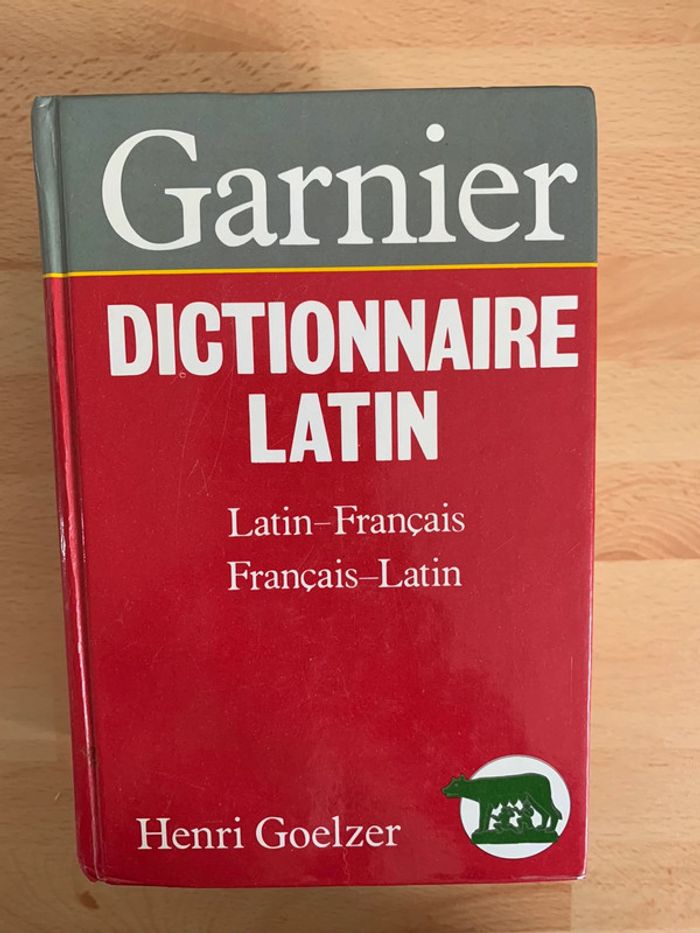 Garnier
DICTIONNAIRE
LATIN
Latin–Français
Français–Latin
Henri Goelzer